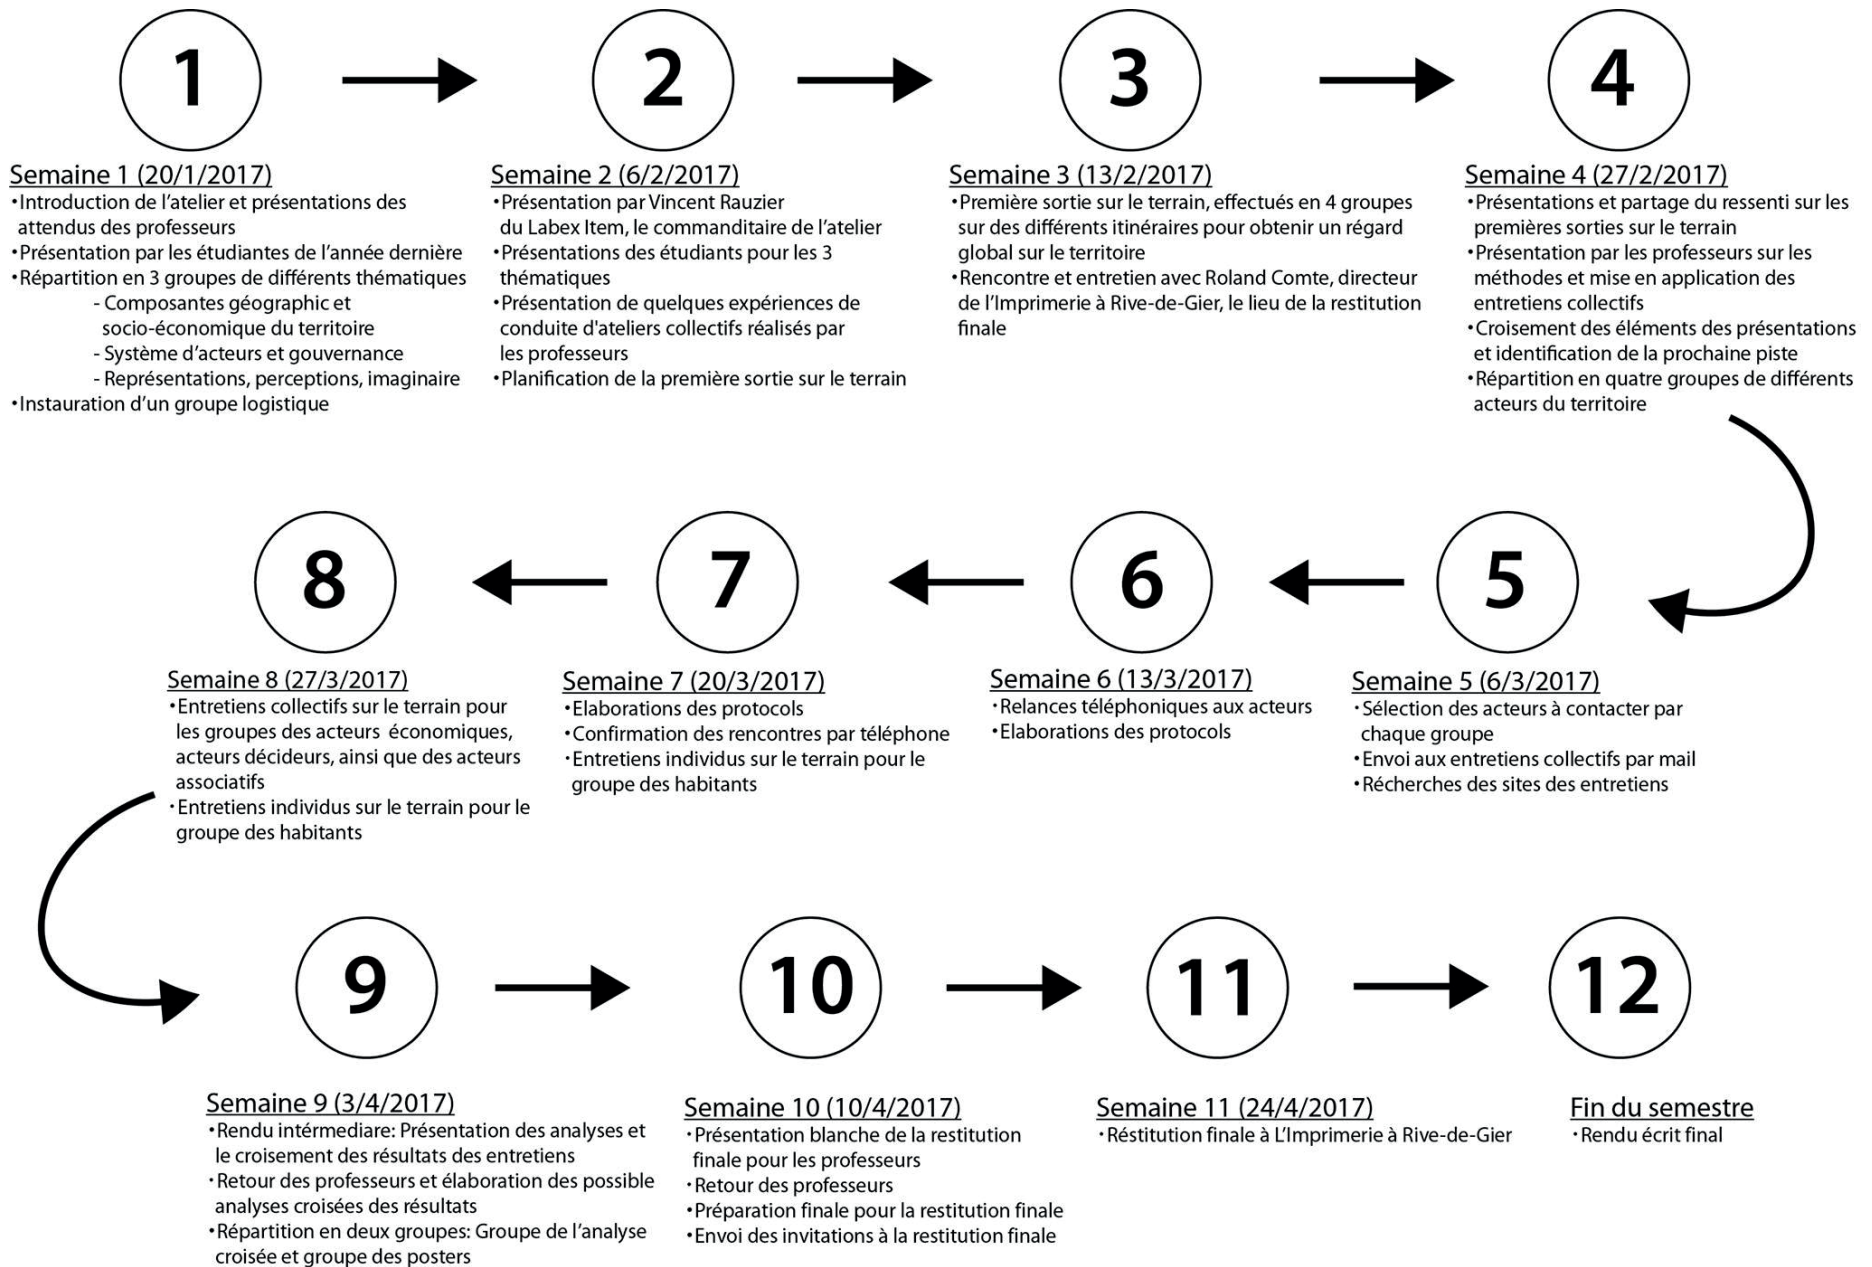 1
Semaine 1 (20/1/2017)
•Introduction de l'atelier et présentations des
attendus des professeurs
•Présentation par les étudiantes de l'année dernière
•Répartition en 3 groupes de différents thématiques
- Composantes géographic et
socio-économique du territoire
- Système d'acteurs et gouvernance
- Représentations, perceptions, imaginaire
•Instauration d'un groupe logistique
2
Semaine 2 (6/2/2017)
•Présentation par Vincent Rauzier
du Labex Item, le commanditaire de l'atelier
•Présentations des étudiants pour les 3
thématiques
•Présentation de quelques expériences de
conduite d'ateliers collectifs réalisés par
les professeurs
•Planification de la première sortie sur le terrain
3
Semaine 3 (13/2/2017)
•Première sortie sur le terrain, effectués en 4 groupes
sur des différents itinéraires pour obtenir un régard
global sur le territoire
•Rencontre et entretien avec Roland Comte, directeur
de l'Imprimerie à Rive-de-Gier, le lieu de la restitution
finale
4
Semaine 4 (27/2/2017)
•Présentations et partage du ressenti sur les
premières sorties sur le terrain
•Présentation par les professeurs sur les
méthodes et mise en application des
entretiens collectifs
•Croisement des éléments des présentations
et identification de la prochaine piste
•Répartition en quatre groupes de différents
acteurs du territoire
5
Semaine 5 (6/3/2017)
•Sélection des acteurs à contacter par
chaque groupe
•Envoi aux entretiens collectifs par mail
•Récherches des sites des entretiens
6
Semaine 6 (13/3/2017)
•Relances téléphoniques aux acteurs
•Elaborations des protocols
7
Semaine 7 (20/3/2017)
•Elaborations des protocols
•Confirmation des rencontres par téléphone
•Entretiens individus sur le terrain pour le
groupe des habitants
8
Semaine 8 (27/3/2017)
•Entretiens collectifs sur le terrain pour
les groupes des acteurs économiques,
acteurs décideurs, ainsi que des acteurs
associatifs
•Entretiens individus sur le terrain pour le
groupe des habitants
9
Semaine 9 (3/4/2017)
•Rendu intérmediare: Présentation des analyses et
le croisement des résultats des entretiens
•Retour des professeurs et élaboration des possible
analyses croisées des résultats
•Répartition en deux groupes: Groupe de l'analyse
croisée et groupe des posters
10
Semaine 10 (10/4/2017)
•Présentation blanche de la restitution
finale pour les professeurs
•Retour des professeurs
•Préparation finale pour la restitution finale
•Envoi des invitations à la restitution finale
11
Semaine 11 (24/4/2017)
•Réstitution finale à L'Imprimerie à Rive-de-Gier
12
Fin du semestre
•Rendu écrit final